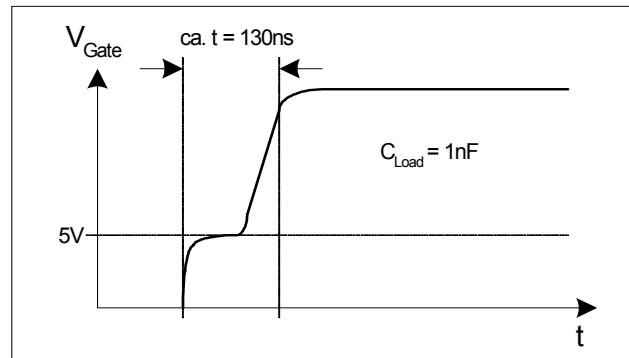 V_Gate
ca. t = 130ns
C_Load = 1nF
5V
t